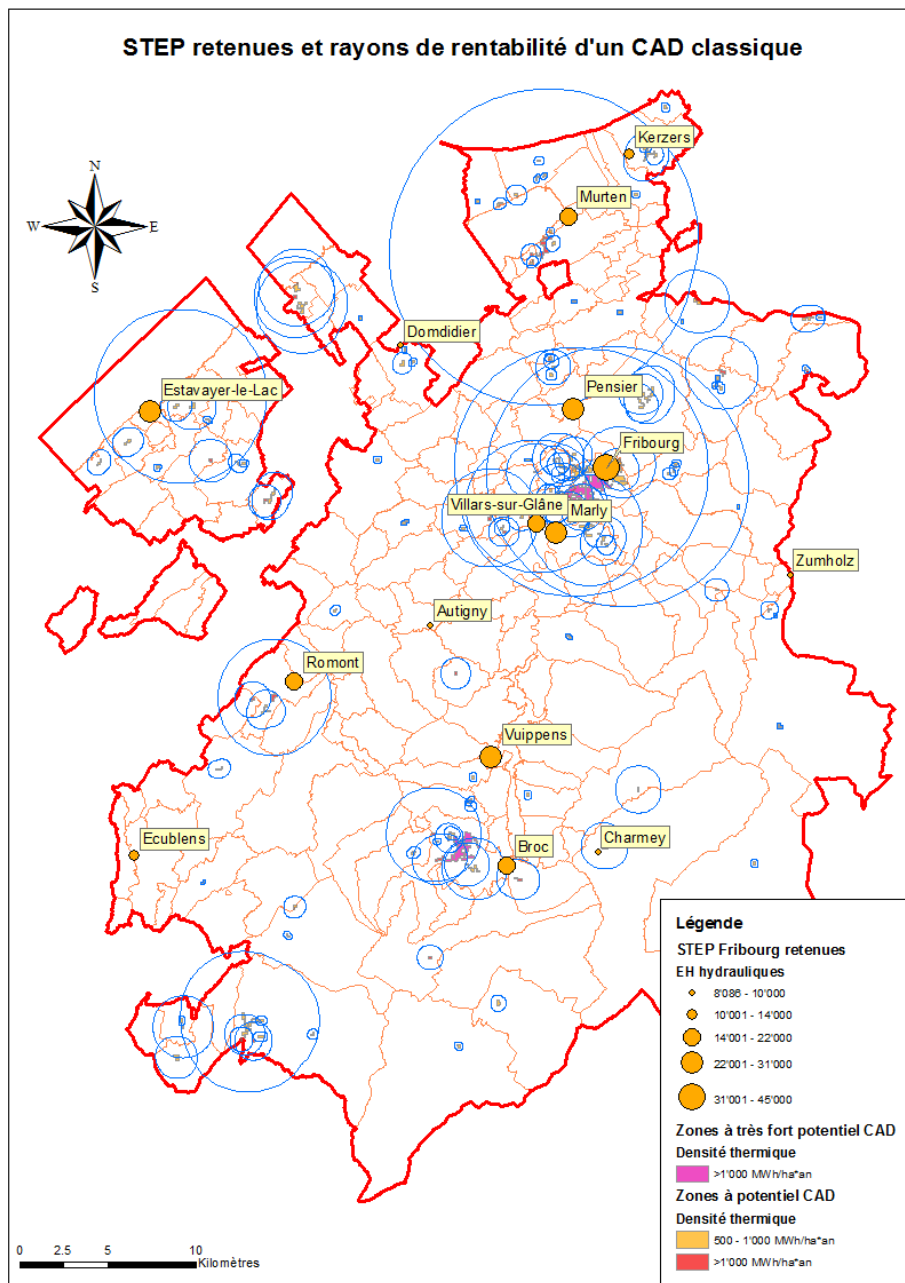 STEP retenues et rayons de rentabilité d'un CAD classique
N
W
E
S
Kerzers
Murten
Domdidier
Estavayer-le-Lac
Pensier
Fribourg
Villars-sur-Glâne
Marly
Zumholz
Autigny
Romont
Vuippens
Ecublens
Broc
Charmey
Légende
STEP Fribourg retenues
EH hydrauliques
8'086 - 10'000
10'001 - 14'000
14'001 - 22'000
22'001 - 31'000
31'001 - 45'000
Zones à très fort potentiel CAD
Densité thermique
>1'000 MWh/ha*an
Zones à potentiel CAD
Densité thermique
500 - 1'000 MWh/ha*an
>1'000 MWh/ha*an
0 2.5 5 10
Kilomètres